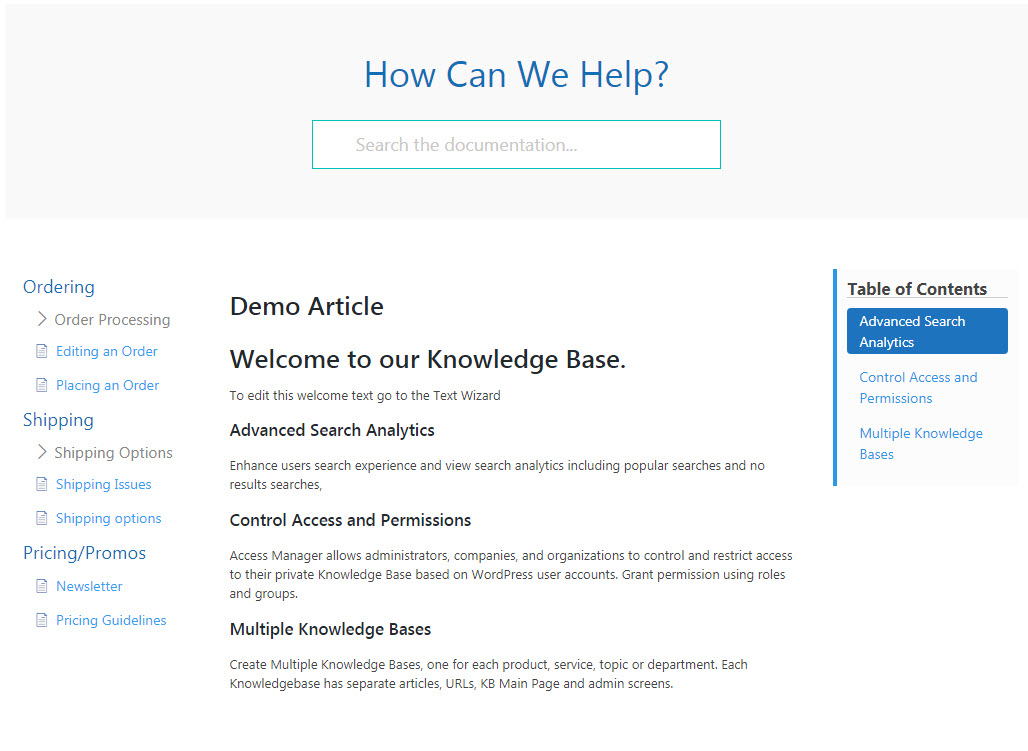 How Can We Help?
Search the documentation...
Ordering
Order Processing
Editing an Order
Placing an Order
Shipping
Shipping Options
Shipping Issues
Shipping options
Pricing/Promos
Newsletter
Pricing Guidelines
Demo Article
Welcome to our Knowledge Base.
To edit this welcome text go to the Text Wizard
Advanced Search Analytics
Enhance users search experience and view search analytics including popular searches and no
results searches,
Control Access and Permissions
Access Manager allows administrators, companies, and organizations to control and restrict access
to their private Knowledge Base based on WordPress user accounts. Grant permission using roles
and groups.
Multiple Knowledge Bases
Create Multiple Knowledge Bases, one for each product, service, topic or department. Each
Knowledgebase has separate articles, URLs, KB Main Page and admin screens.
Table of Contents
Advanced Search
Analytics
Control Access and
Permissions
Multiple Knowledge
Bases